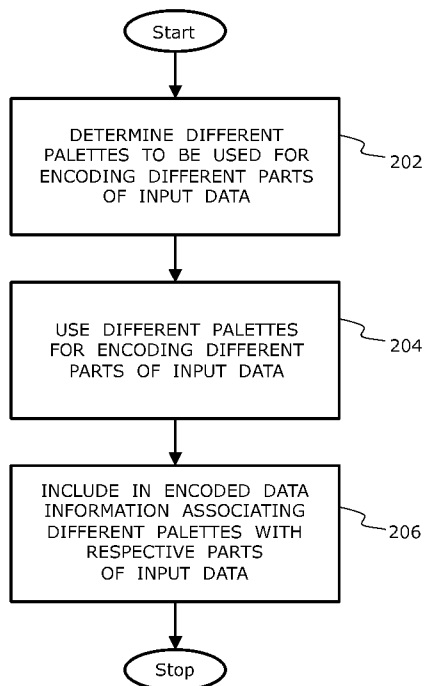 Start
DETERMINE DIFFERENT
PALETTES TO BE USED FOR
ENCODING DIFFERENT PARTS
OF INPUT DATA
202
USE DIFFERENT PALETTES
FOR ENCODING DIFFERENT
PARTS OF INPUT DATA
204
INCLUDE IN ENCODED DATA
INFORMATION ASSOCIATING
DIFFERENT PALETTES WITH
RESPECTIVE PARTS
OF INPUT DATA
206
Stop